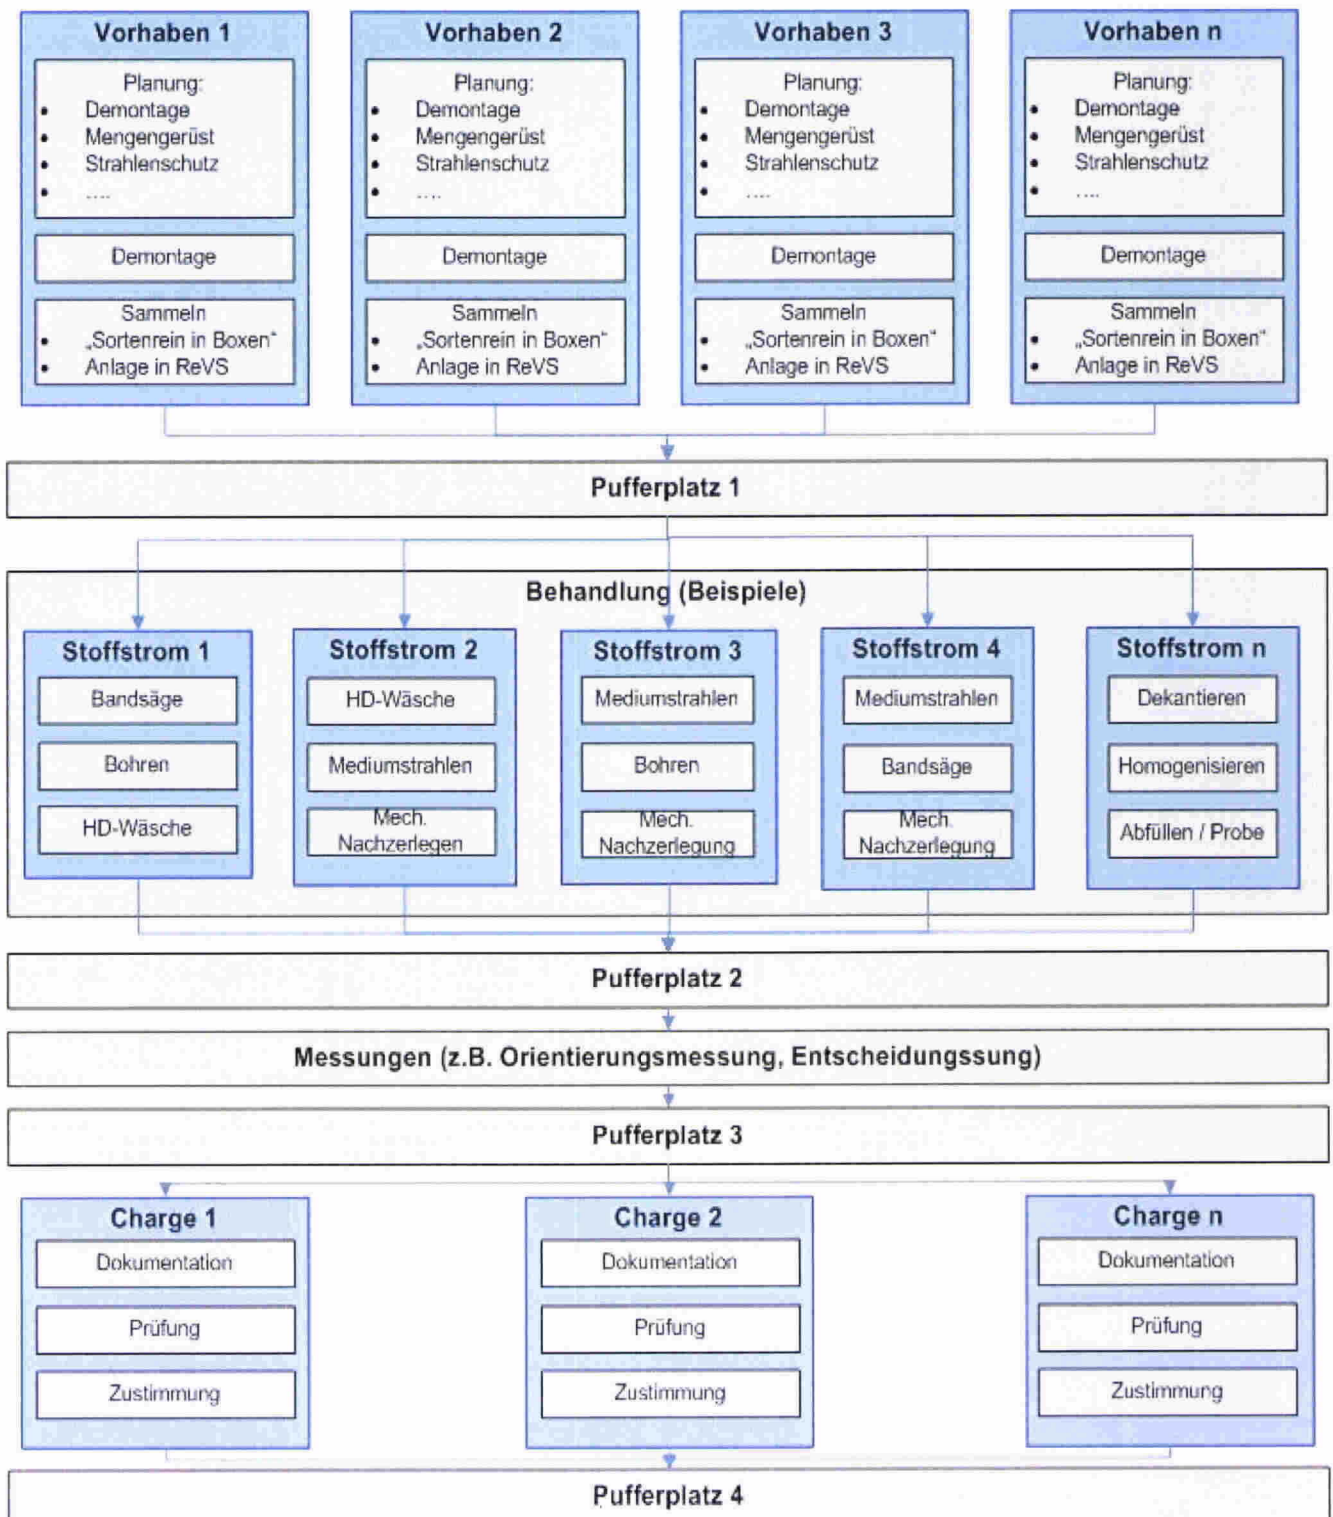 Vorhaben 1
Planung:
• Demontage
• Mengengerüst
• Strahlenschutz
• ....
Demontage
Sammeln
• „Sortenrein in Boxen“
• Anlage in ReVS
Vorhaben 2
Planung:
• Demontage
• Mengengerüst
• Strahlenschutz
• ....
Demontage
Sammeln
• „Sortenrein in Boxen“
• Anlage in ReVS
Vorhaben 3
Planung:
• Demontage
• Mengengerüst
• Strahlenschutz
• ....
Demontage
Sammeln
• „Sortenrein in Boxen“
• Anlage in ReVS
Vorhaben n
Planung:
• Demontage
• Mengengerüst
• Strahlenschutz
• ....
Demontage
Sammeln
• „Sortenrein in Boxen“
• Anlage in ReVS
Pufferplatz 1
Behandlung (Beispiele)
Stoffstrom 1
Bandsäge
Bohren
HD-Wäsche
Stoffstrom 2
HD-Wäsche
Mediumstrahlen
Mech.
Nachzerlegen
Stoffstrom 3
Mediumstrahlen
Bohren
Mech.
Nachzerlegung
Stoffstrom 4
Mediumstrahlen
Bandsäge
Mech.
Nachzerlegung
Stoffstrom n
Dekantieren
Homogenisieren
Abfüllen / Probe
Pufferplatz 2
Messungen (z.B. Orientierungsmessung, Entscheidungssung)
Pufferplatz 3
Charge 1
Dokumentation
Prüfung
Zustimmung
Charge 2
Dokumentation
Prüfung
Zustimmung
Charge n
Dokumentation
Prüfung
Zustimmung
Pufferplatz 4